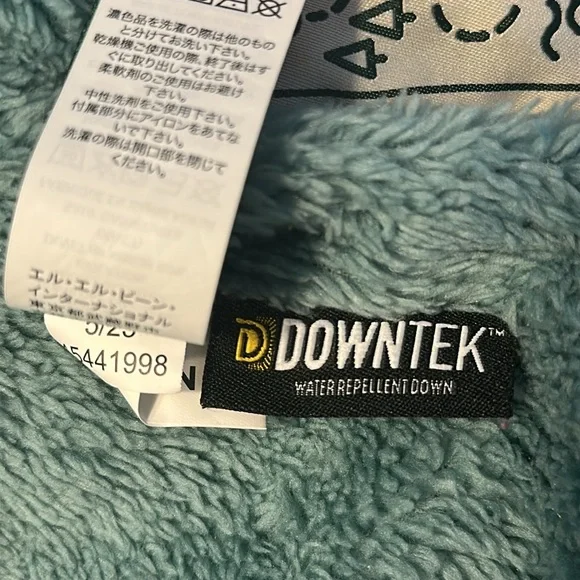 濃色品を洗濯の際は他のもの
と分けてお洗い下さい。
乾燥機ご使用の際、終了後はす
ぐに取り出してください。
柔軟剤のご使用はお避け
下さい。
中性洗剤をご使用下さい。
付属部分にアイロンをあてな
いで下さい。
洗濯の際は開口部を閉じて
ください。
エル・エル・ビーン・
インターナショナル
5/23
5441998
N
D DOWNTEK™
WATER REPELLENT DOWN